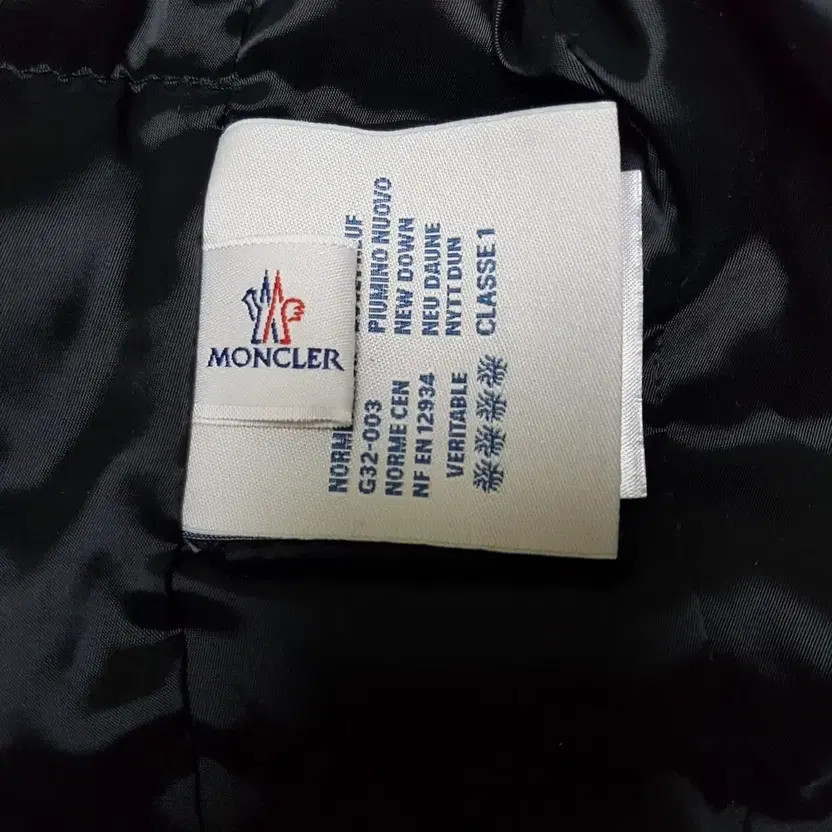 MONCLER
G32-003
NORME CEN
NF EN 12934
VERITABLE
PIUMINO NUOVO
NEW DOWN
NEU DAUNE
NYTT DUN
CLASSE 1